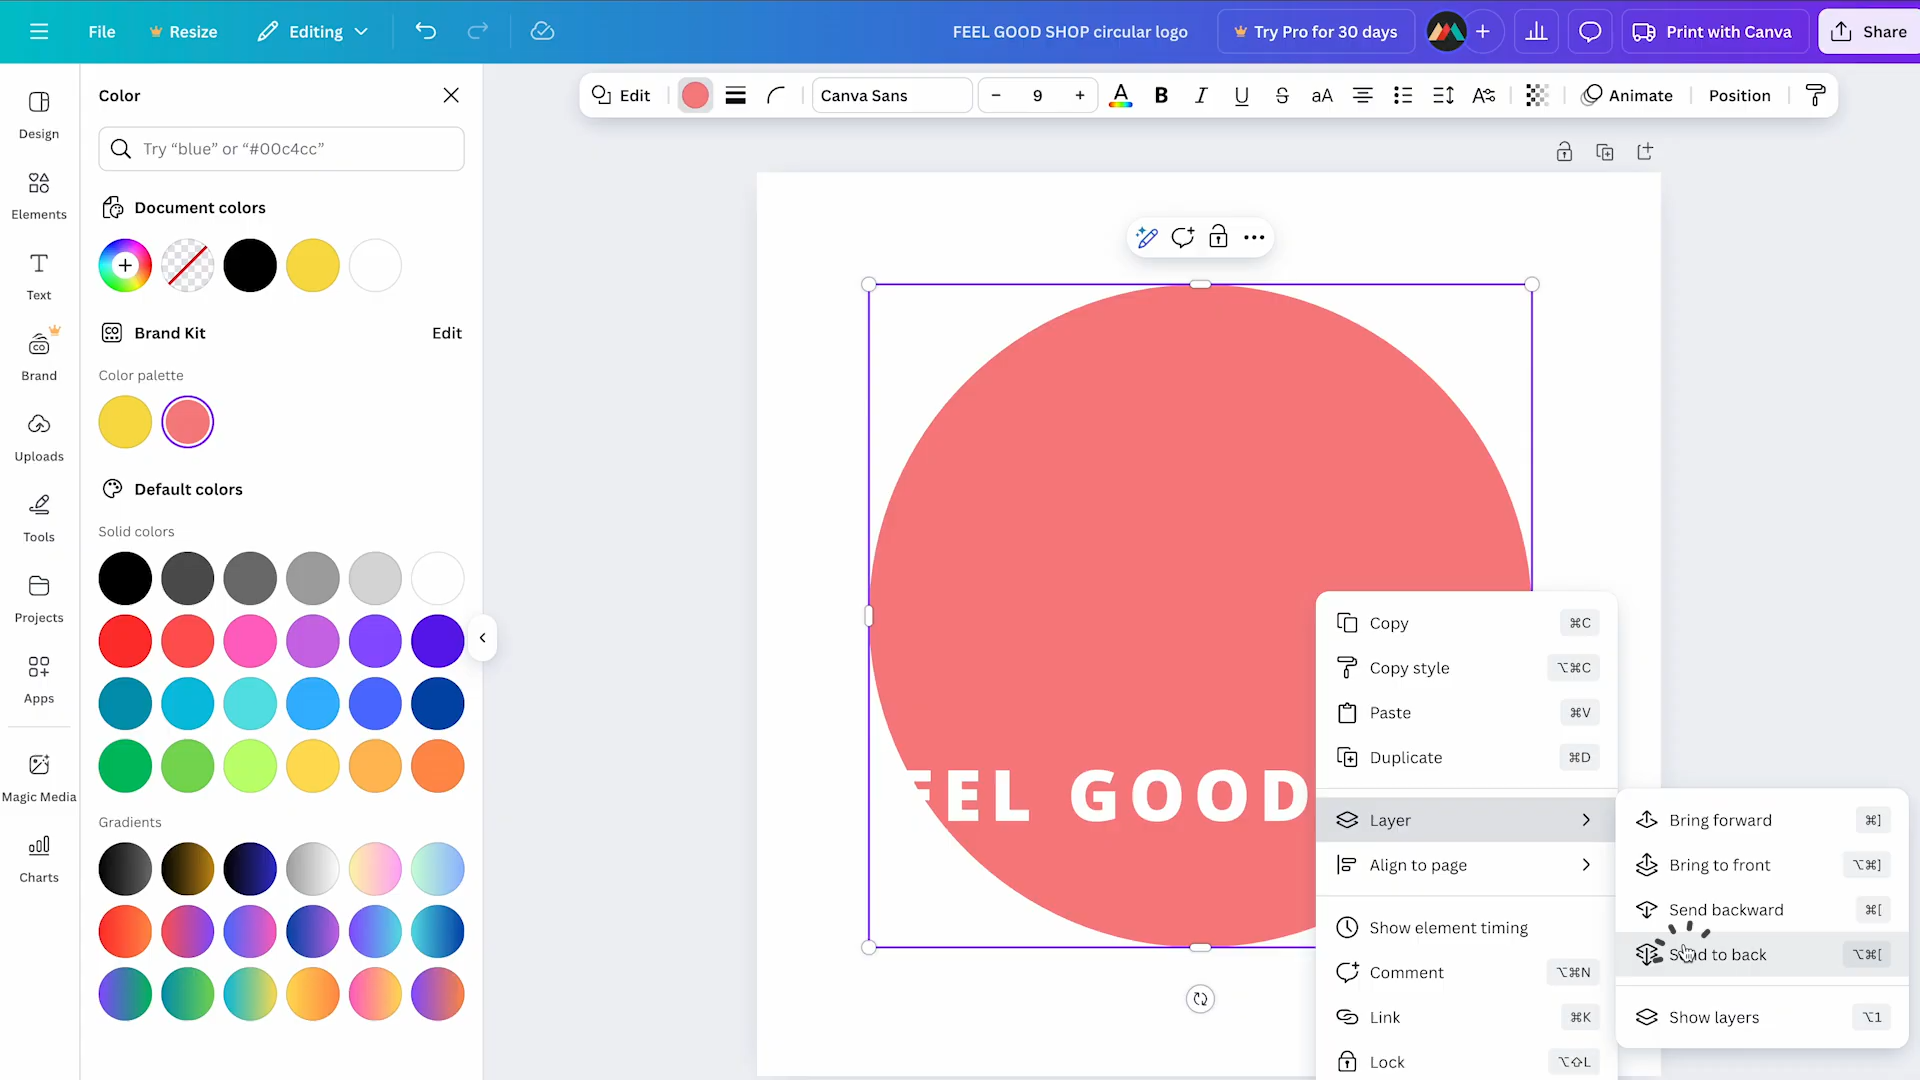 File
Resize
Editing
FEEL GOOD SHOP circular logo
Try Pro for 30 days
Print with Canva
Share
Design
Elements
Text
Brand
Uploads
Tools
Projects
Apps
Magic Media
Charts
Color
Try “blue” or “#00c4cc”
Document colors
Brand Kit
Edit
Color palette
Default colors
Solid colors
Gradients
Edit
Canva Sans
− 9 +
A B I U S aA
Animate
Position
FEEL GOOD
Copy ⌘C
Copy style ⌥⌘C
Paste ⌘V
Duplicate ⌘D
Layer
Align to page
Show element timing
Comment ⌥⌘N
Link ⌘K
Lock ⌥⇧L
Bring forward ⌘]
Bring to front ⌥⌘]
Send backward ⌘[
Send to back ⌥⌘[
Show layers ⌥1